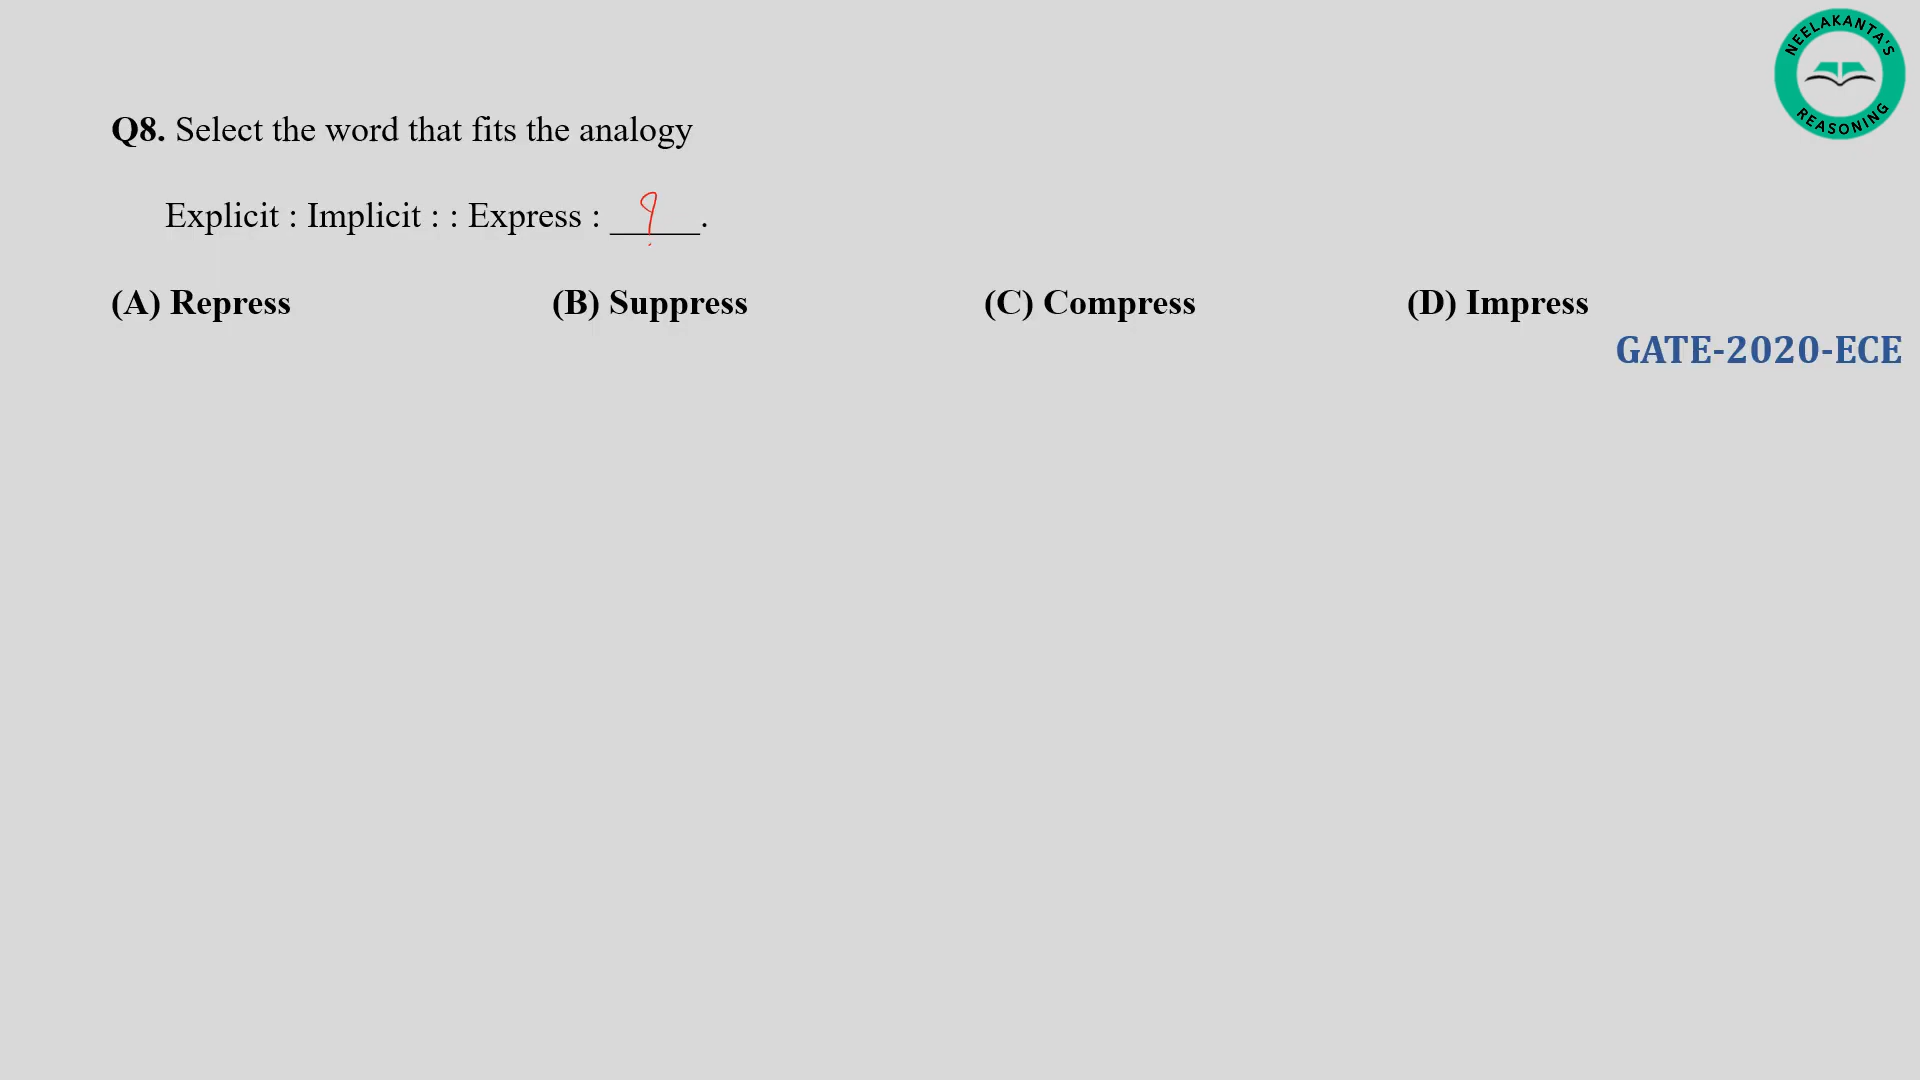 NEELAKANTA'S
REASONING
Q8. Select the word that fits the analogy
Explicit : Implicit : : Express : _____.
?
(A) Repress (B) Suppress (C) Compress (D) Impress
GATE-2020-ECE